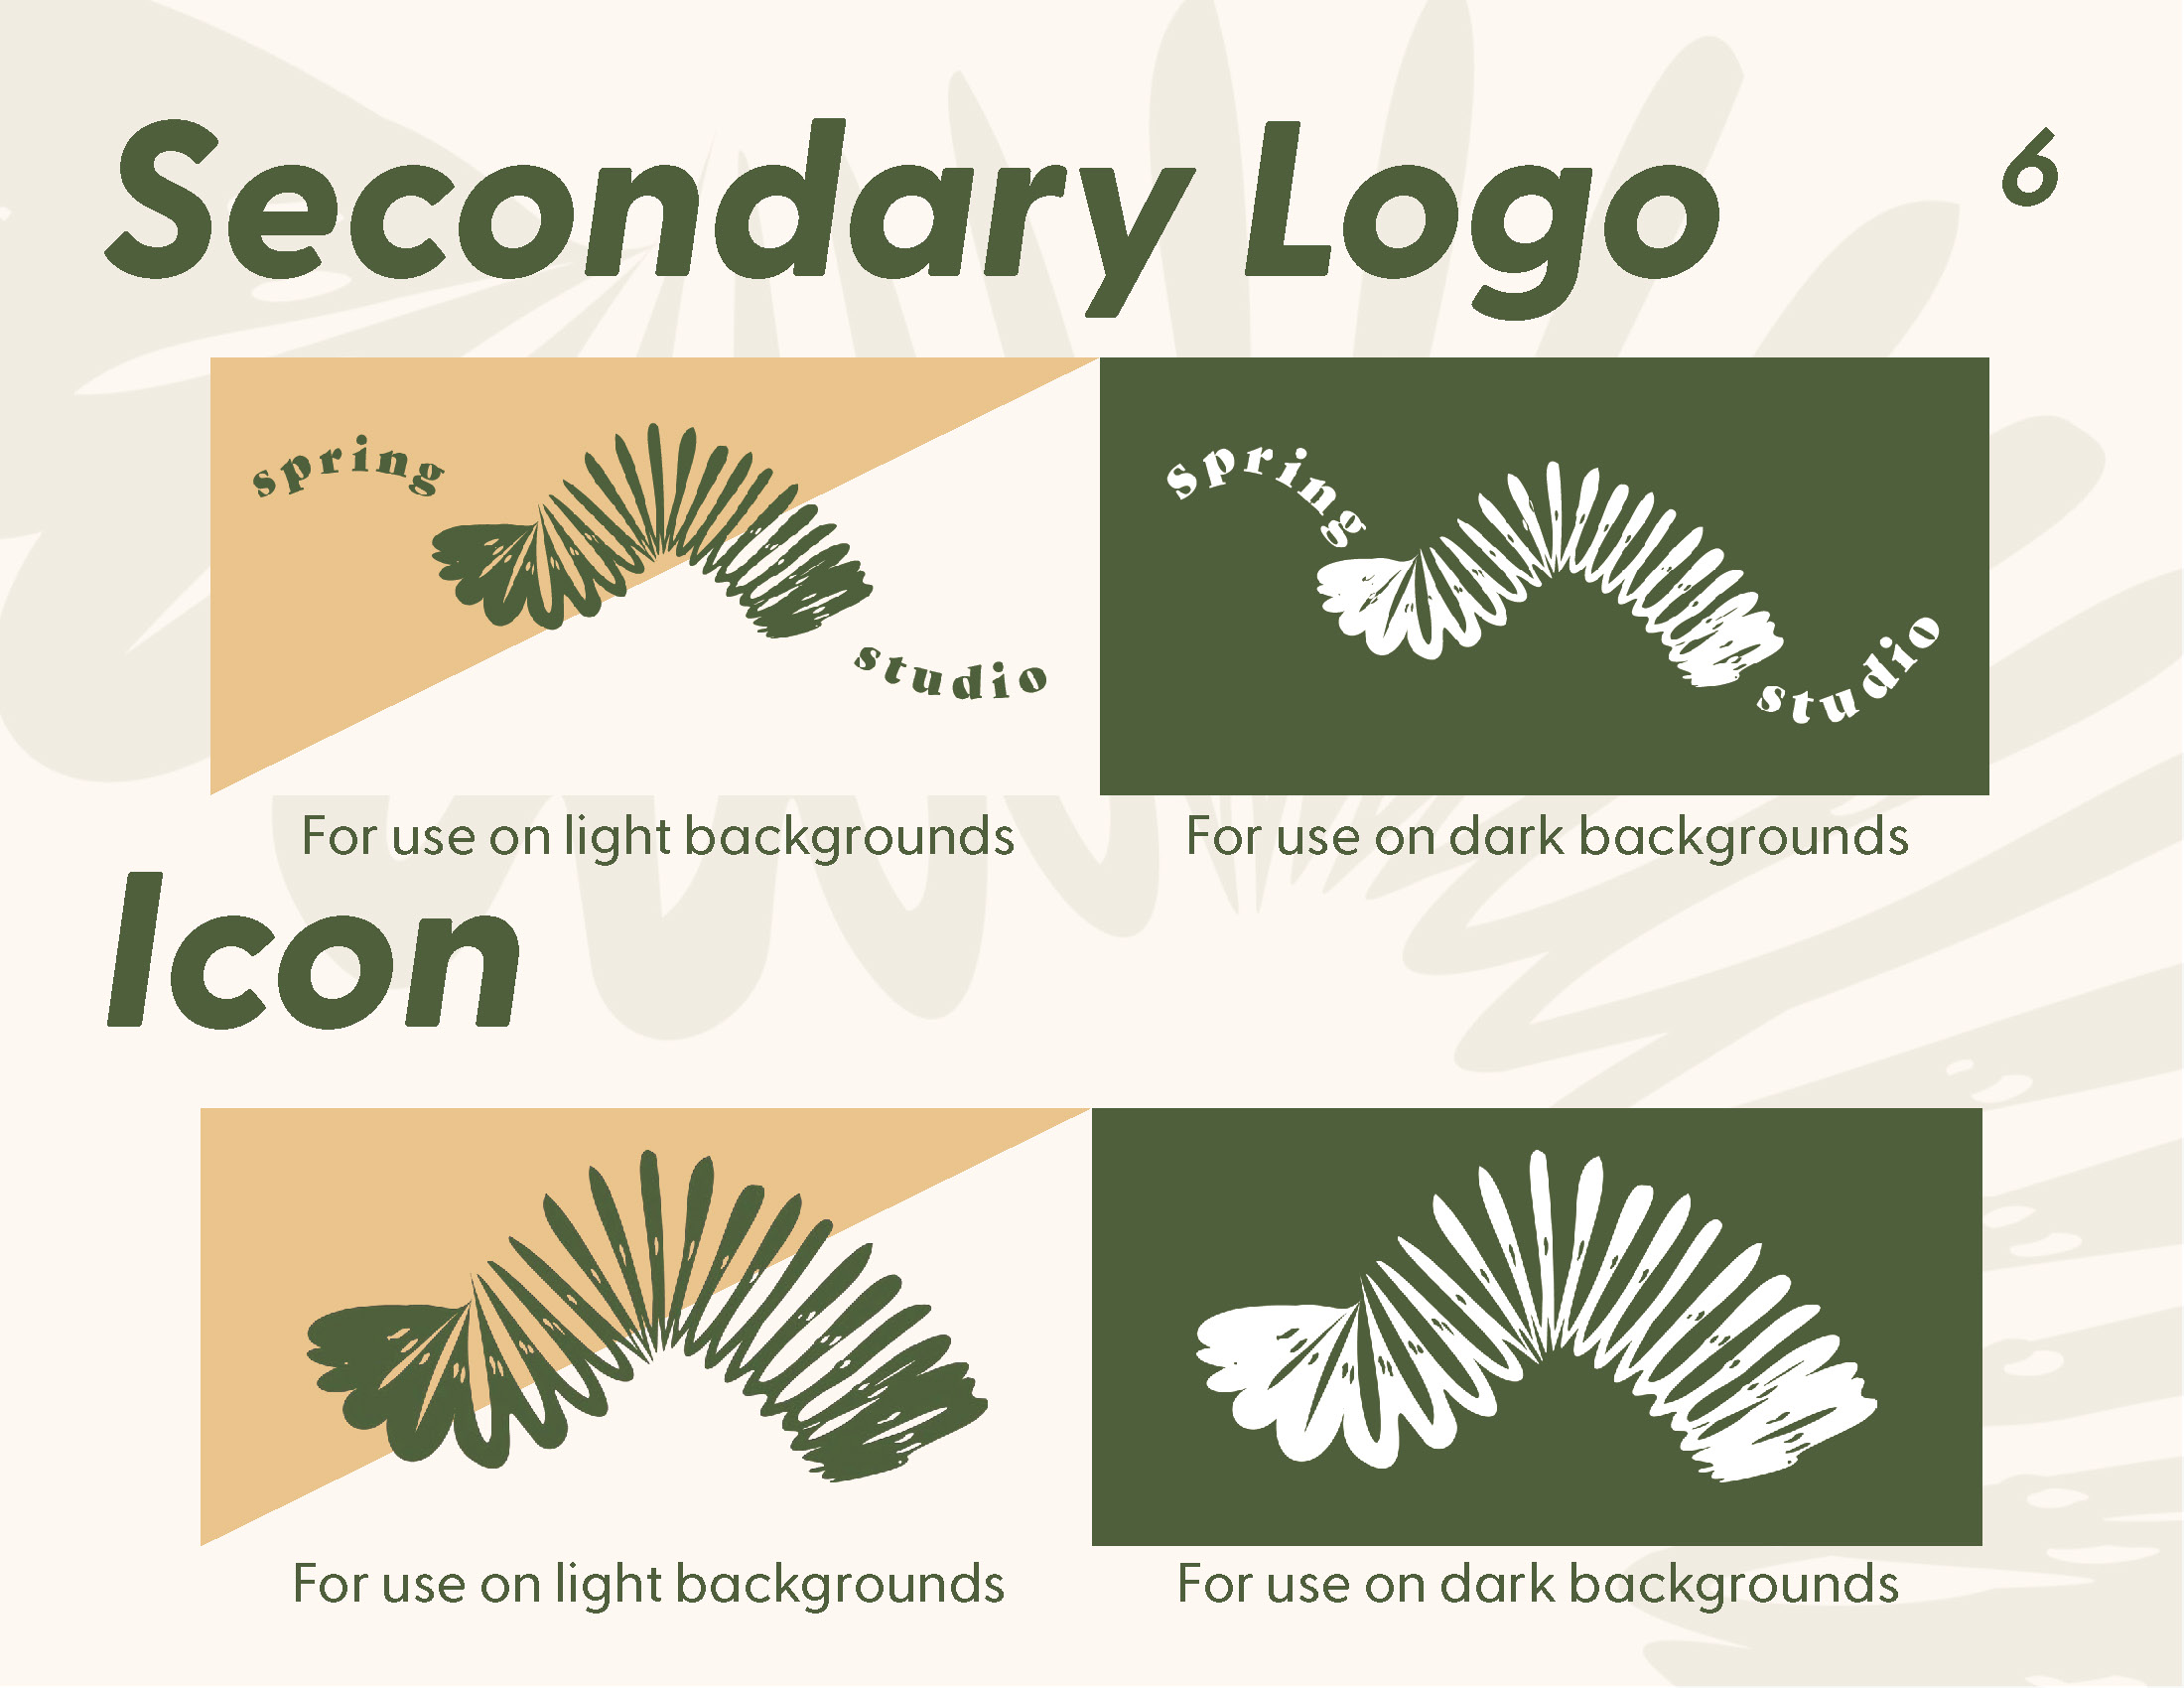 Secondary Logo
6
spring
studio
spring
studio
For use on light backgrounds
For use on dark backgrounds
Icon
For use on light backgrounds
For use on dark backgrounds